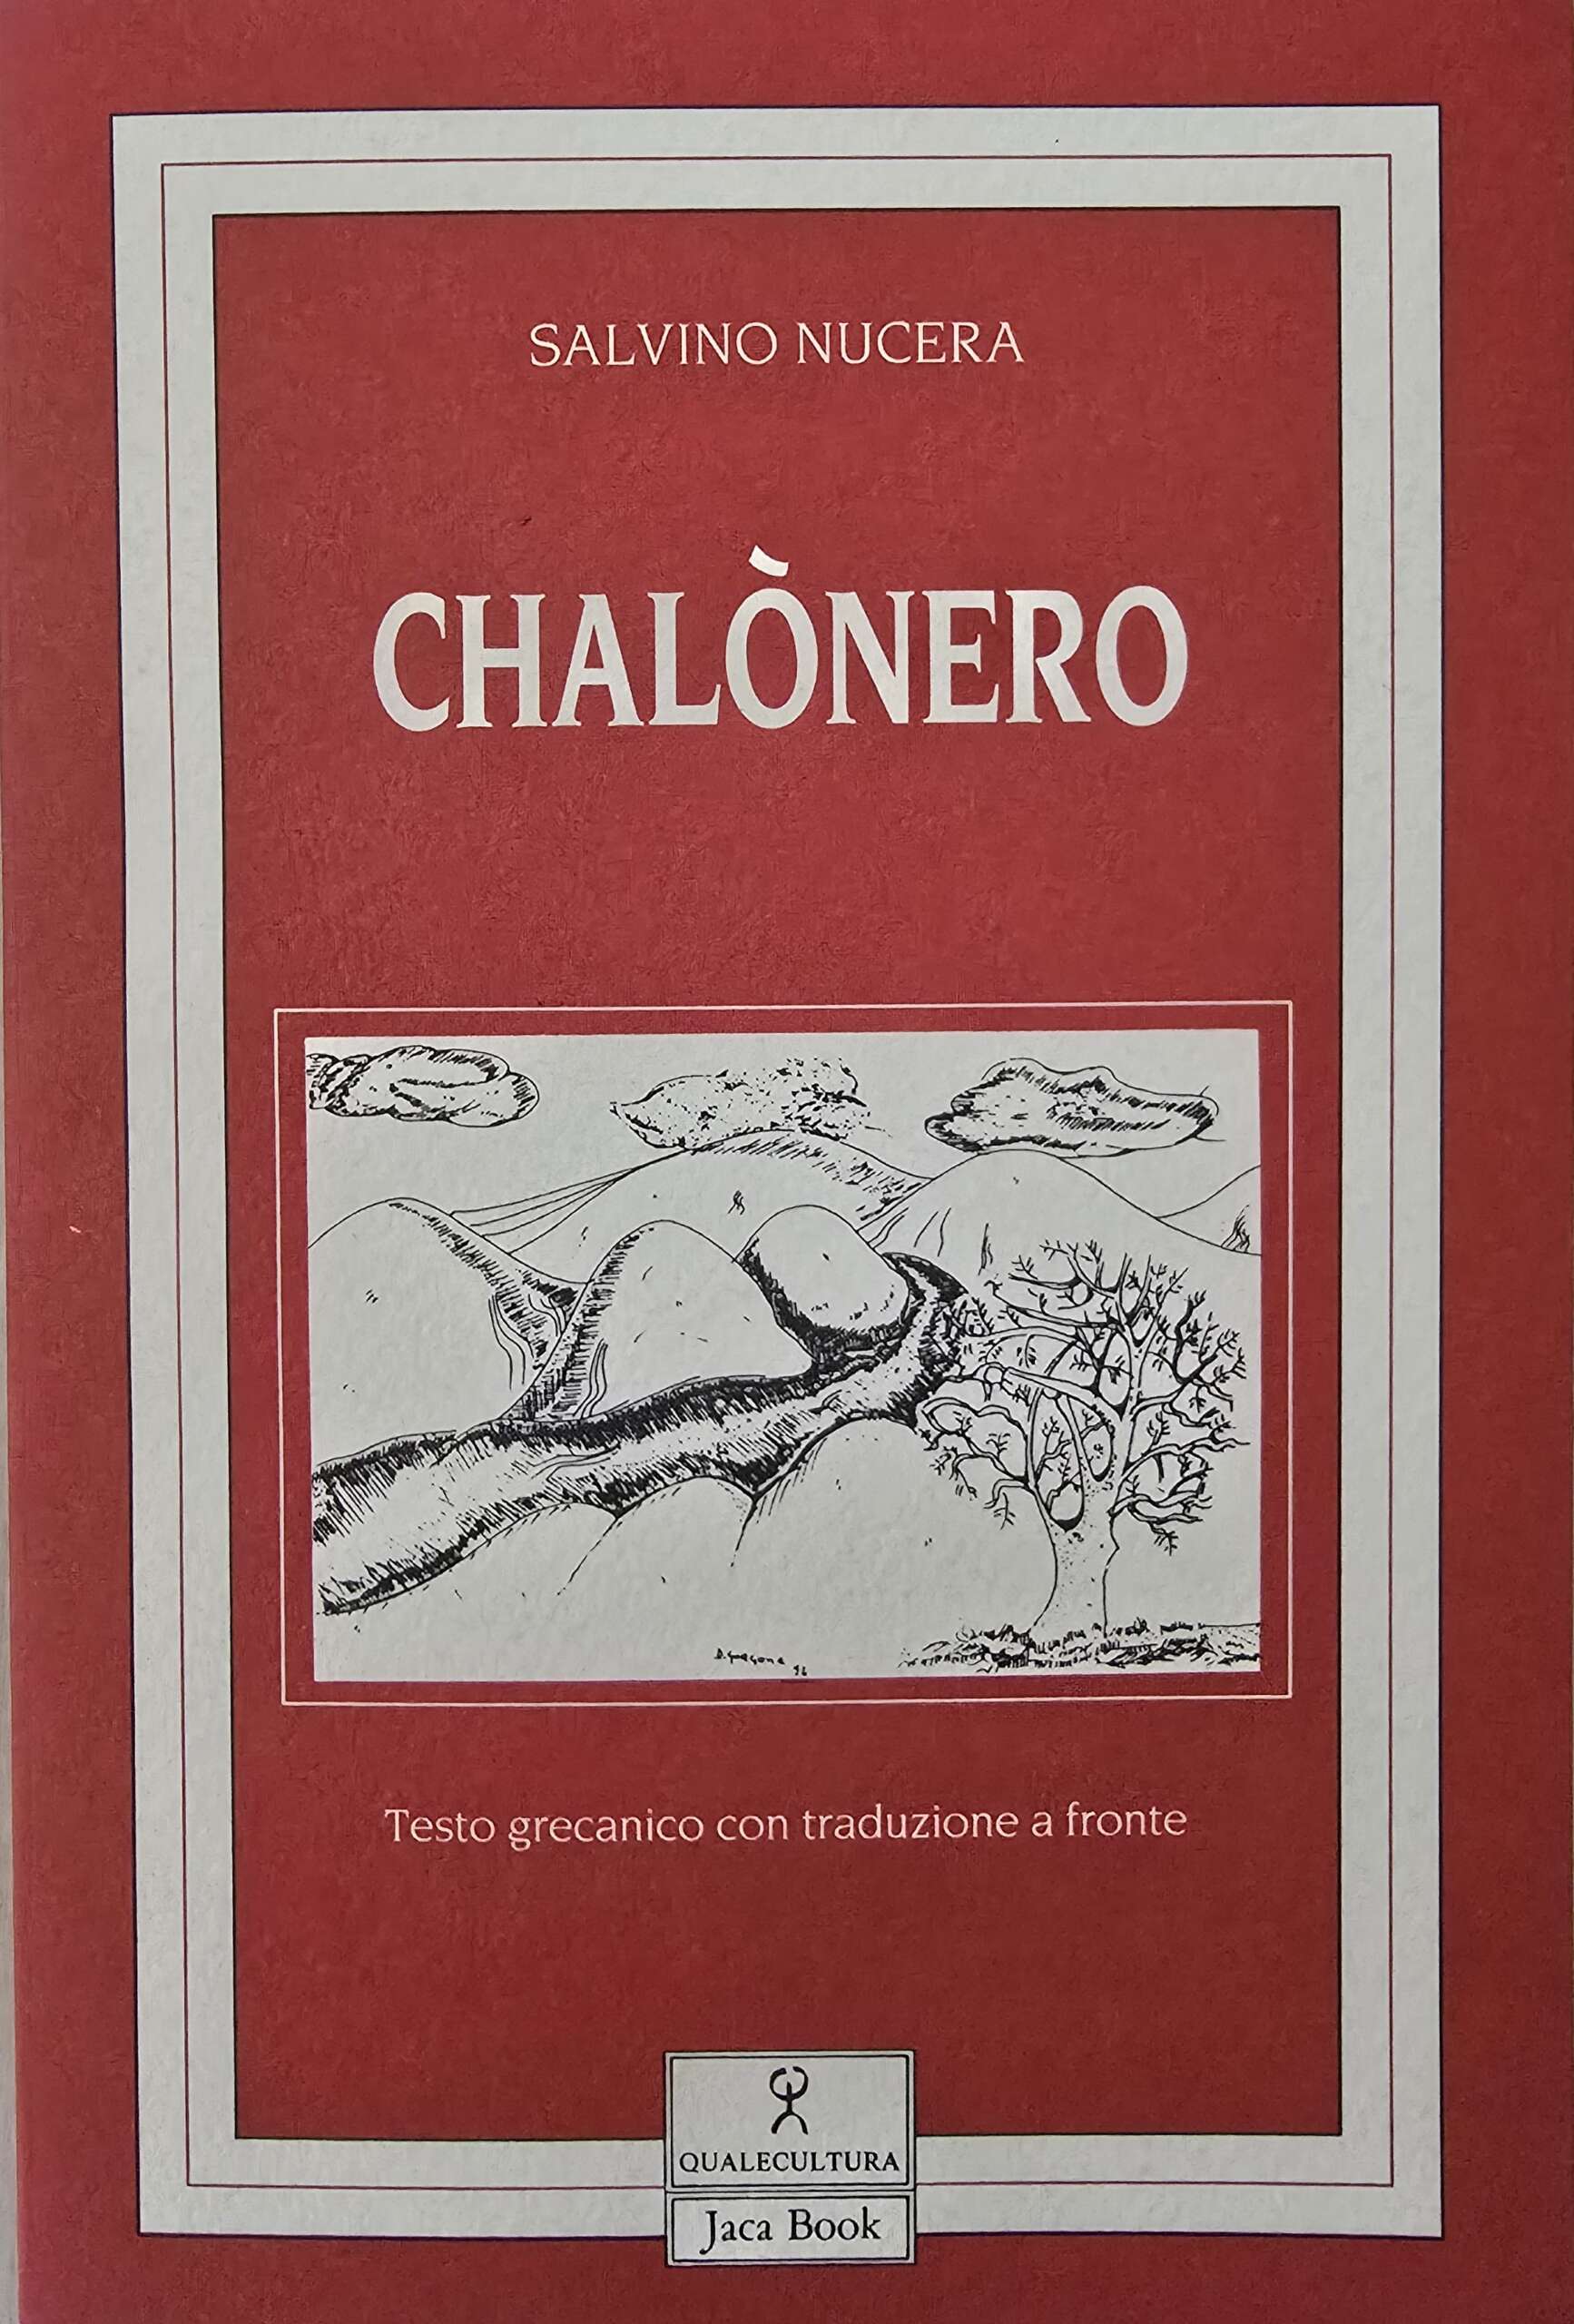 SALVINO NUCERA
CHALÒNERO
Testo grecanico con traduzione a fronte
QUALECULTURA
Jaca Book